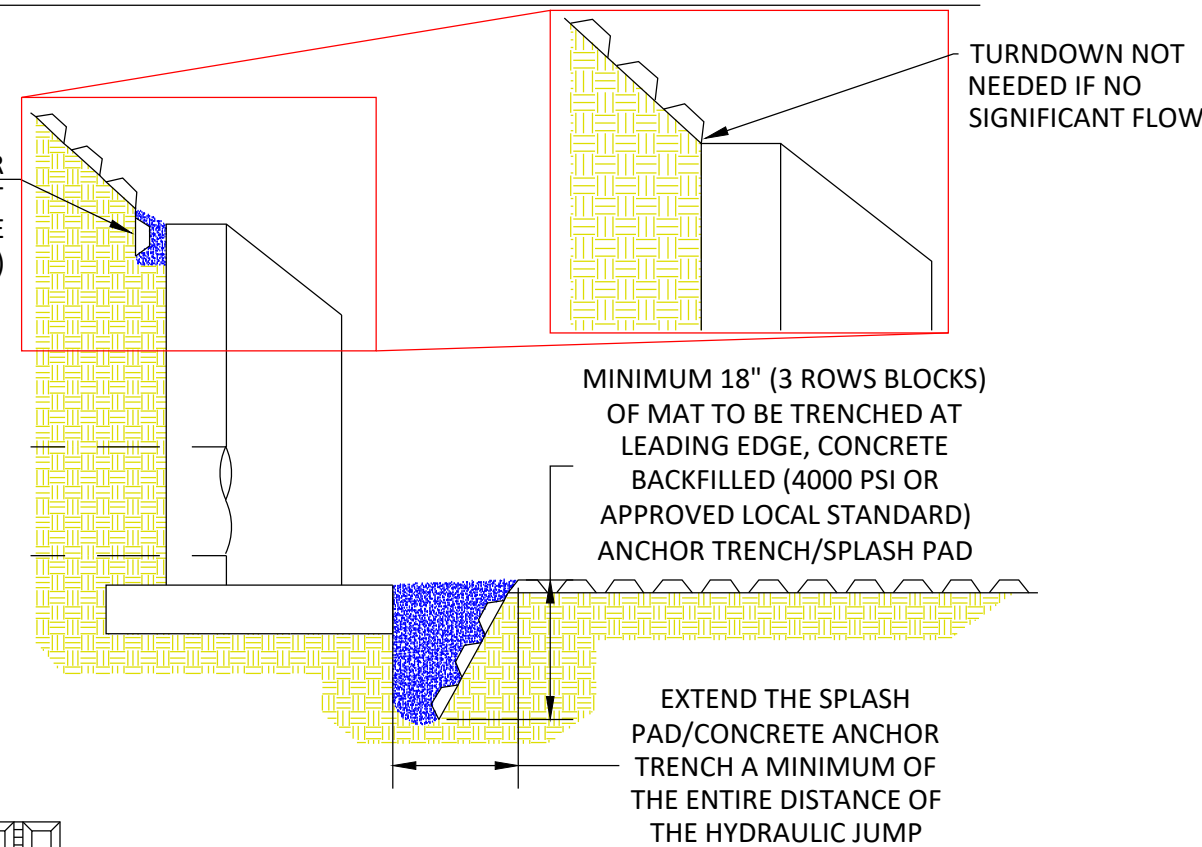 TURNDOWN NOT
NEEDED IF NO
SIGNIFICANT FLOW
R
)
MINIMUM 18" (3 ROWS BLOCKS)
OF MAT TO BE TRENCHED AT
LEADING EDGE, CONCRETE
BACKFILLED (4000 PSI OR
APPROVED LOCAL STANDARD)
ANCHOR TRENCH/SPLASH PAD
EXTEND THE SPLASH
PAD/CONCRETE ANCHOR
TRENCH A MINIMUM OF
THE ENTIRE DISTANCE OF
THE HYDRAULIC JUMP